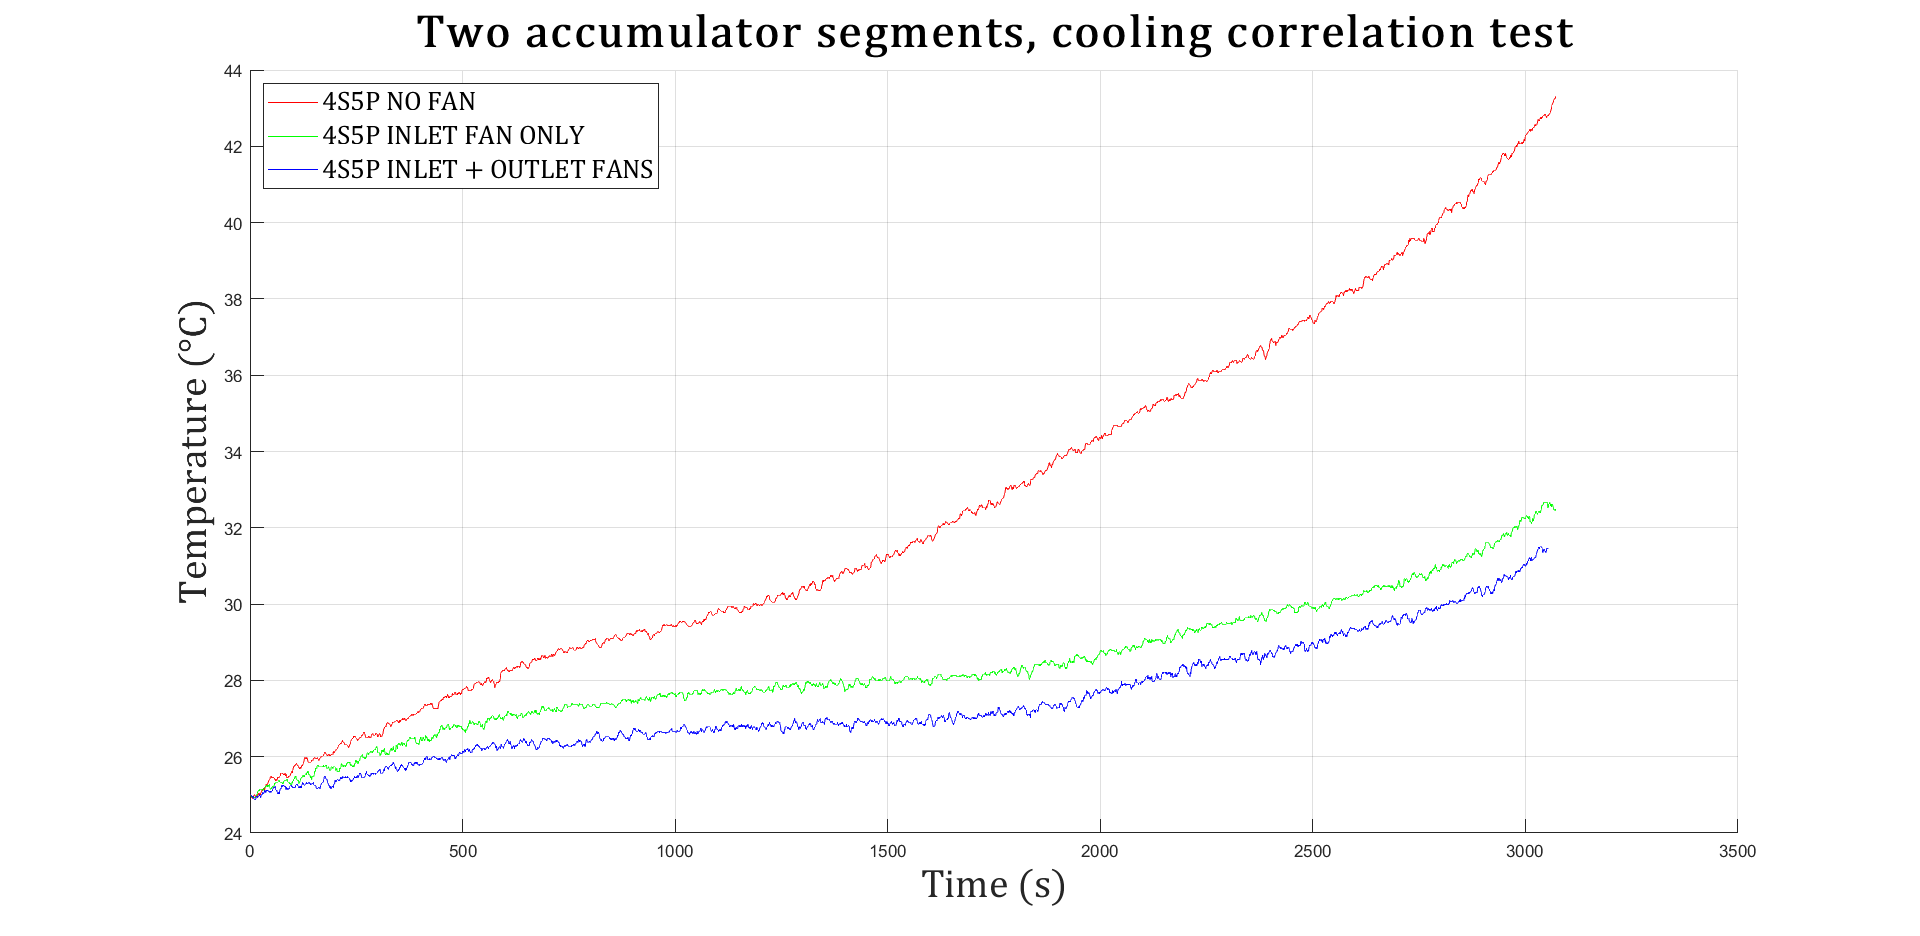 Two accumulator segments, cooling correlation test
44
4S5P NO FAN
4S5P INLET FAN ONLY
4S5P INLET + OUTLET FANS
42
40
38
36
34
32
30
28
26
24
Temperature (°C)
0 500 1000 1500 2000 2500 3000 3500
Time (s)